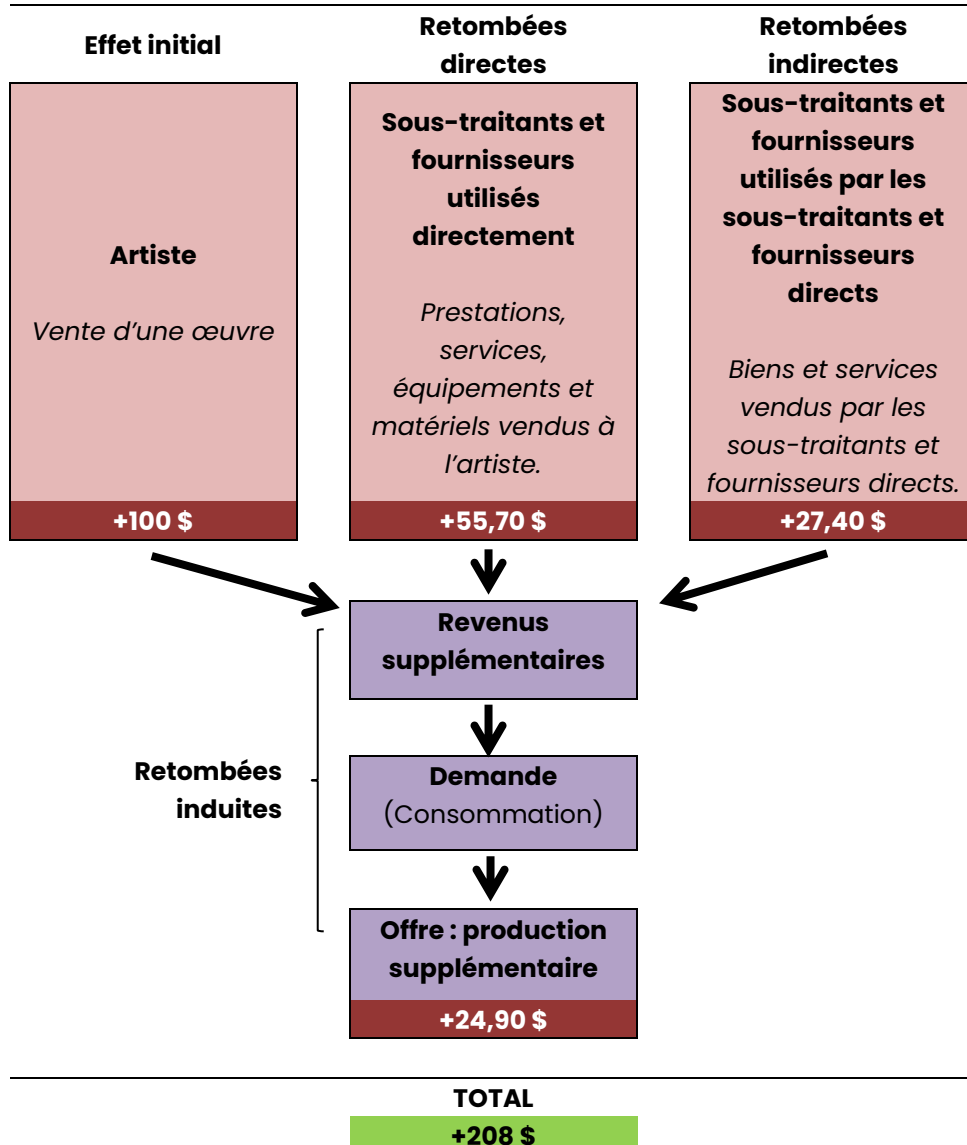 Effet initial
Retombées
directes
Retombées
indirectes
Artiste
Vente d’une œuvre
+100 $
Sous-traitants et
fournisseurs
utilisés
directement
Prestations,
services,
équipements et
matériels vendus à
l’artiste.
+55,70 $
Sous-traitants et
fournisseurs
utilisés par les
sous-traitants et
fournisseurs
directs
Biens et services
vendus par les
sous-traitants et
fournisseurs directs.
+27,40 $
Revenus
supplémentaires
Retombées
induites
Demande
(Consommation)
Offre : production
supplémentaire
+24,90 $
TOTAL
+208 $